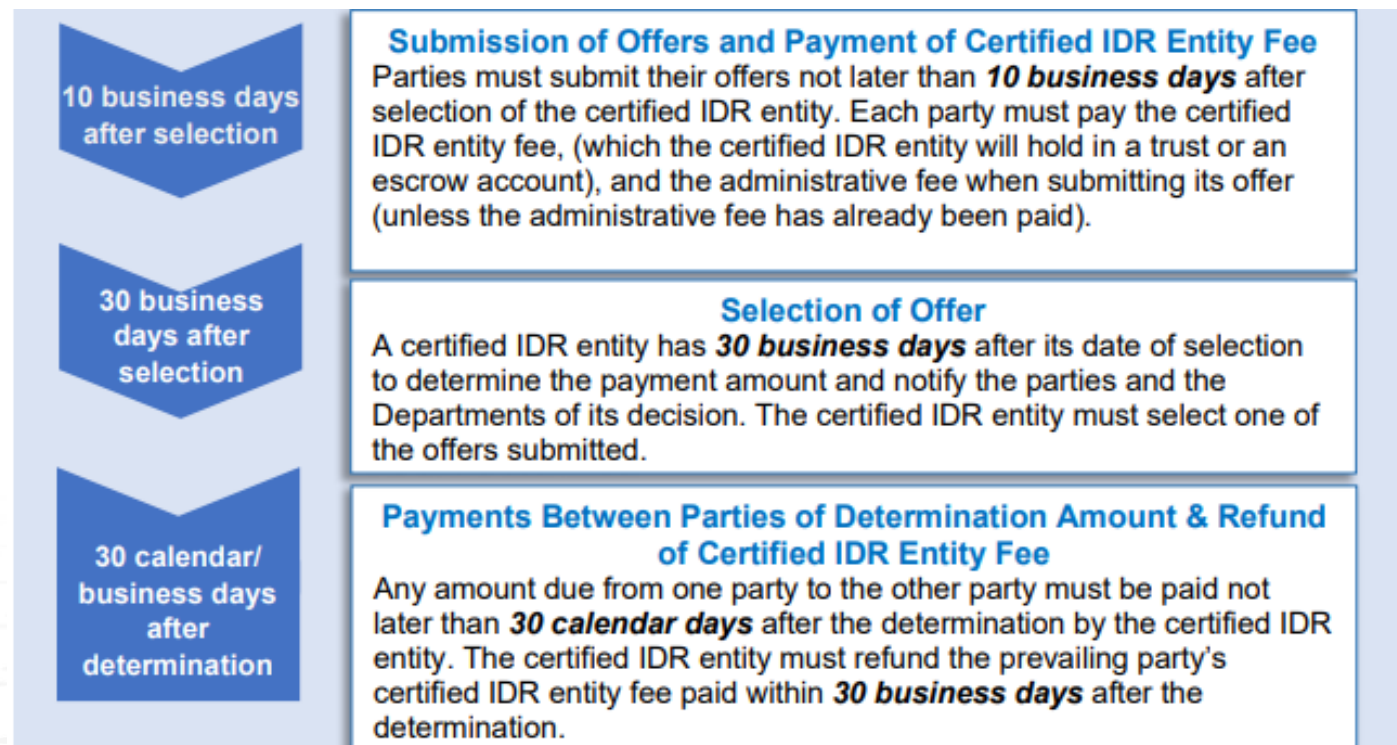 10 business days
after selection
Submission of Offers and Payment of Certified IDR Entity Fee
Parties must submit their offers not later than 10 business days after
selection of the certified IDR entity. Each party must pay the certified
IDR entity fee, (which the certified IDR entity will hold in a trust or an
escrow account), and the administrative fee when submitting its offer
(unless the administrative fee has already been paid).
30 business
days after
selection
Selection of Offer
A certified IDR entity has 30 business days after its date of selection
to determine the payment amount and notify the parties and the
Departments of its decision. The certified IDR entity must select one of
the offers submitted.
30 calendar/
business days
after
determination
Payments Between Parties of Determination Amount & Refund
of Certified IDR Entity Fee
Any amount due from one party to the other party must be paid not
later than 30 calendar days after the determination by the certified IDR
entity. The certified IDR entity must refund the prevailing party's
certified IDR entity fee paid within 30 business days after the
determination.